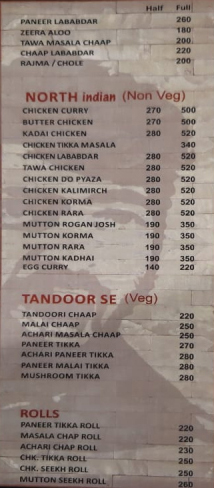 Half Full
PANEER LABABDAR 260
ZEERA ALOO 180
TAWA MASALA CHAAP 200
CHAAP LABABDAR 220
RAJMA / CHOLE 200
NORTH indian (Non Veg)
CHICKEN CURRY 270 500
BUTTER CHICKEN 270 500
KADAI CHICKEN 280 520
CHICKEN TIKKA MASALA 340
CHICKEN LABABDAR 280 520
TAWA CHICKEN 280 520
CHICKEN DO PYAZA 280 520
CHICKEN KALIMIRCH 280 520
CHICKEN KORMA 280 520
CHICKEN RARA 280 520
MUTTON ROGAN JOSH 190 350
MUTTON KORMA 190 350
MUTTON RARA 190 350
MUTTON KADHAI 190 350
EGG CURRY 140 220
TANDOOR SE (Veg)
TANDOORI CHAAP 220
MALAI CHAAP 250
ACHARI MASALA CHAAP 250
PANEER TIKKA 270
ACHARI PANEER TIKKA 280
PANEER MALAI TIKKA 280
MUSHROOM TIKKA 280
ROLLS
PANEER TIKKA ROLL 220
MASALA CHAP ROLL 220
ACHARI CHAP ROLL 230
CHK. TIKKA ROLL 250
CHK. SEEKH ROLL 250
MUTTON SEEKH ROLL 260